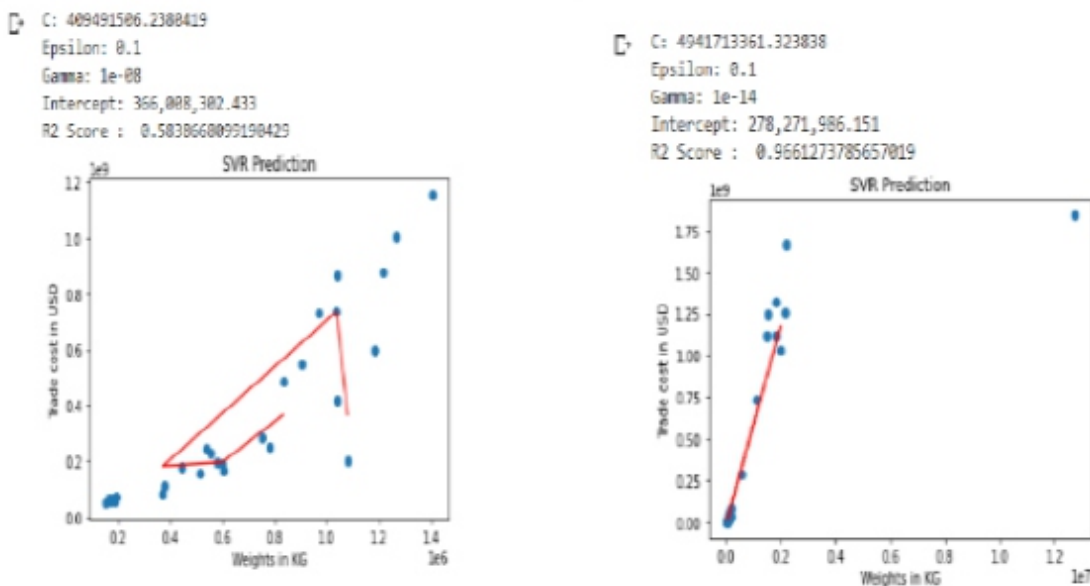 C: 409491506.2380419
Epsilon: 0.1
Gamma: 1e-08
Intercept: 366,008,302.433
R2 Score :
SVR Prediction
1e9
1.2
1.0
0.8
0.6
0.4
0.2
0.0
Trade cost in USD
0.2 0.4 0.6 0.8 1.0 1.2 1.4
1e6
Weights in KG
C: 4941713361.323838
Epsilon: 0.1
Gamma: 1e-14
Intercept: 278,271,986.151
R2 Score : 0.9661273785657019
SVR Prediction
1e9
1.75
1.50
1.25
1.00
0.75
0.50
0.25
0.00
Trade cost in USD
0.0 0.2 0.4 0.6 0.8 1.0 1.2
Weights in KG